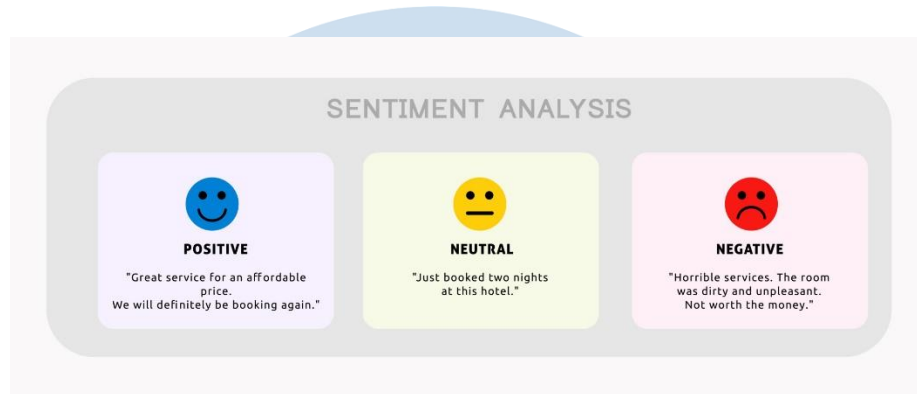 SENTIMENT ANALYSIS
POSITIVE
"Great service for an affordable
price.
We will definitely be booking again."
NEUTRAL
"Just booked two nights
at this hotel."
NEGATIVE
"Horrible services. The room
was dirty and unpleasant.
Not worth the money."